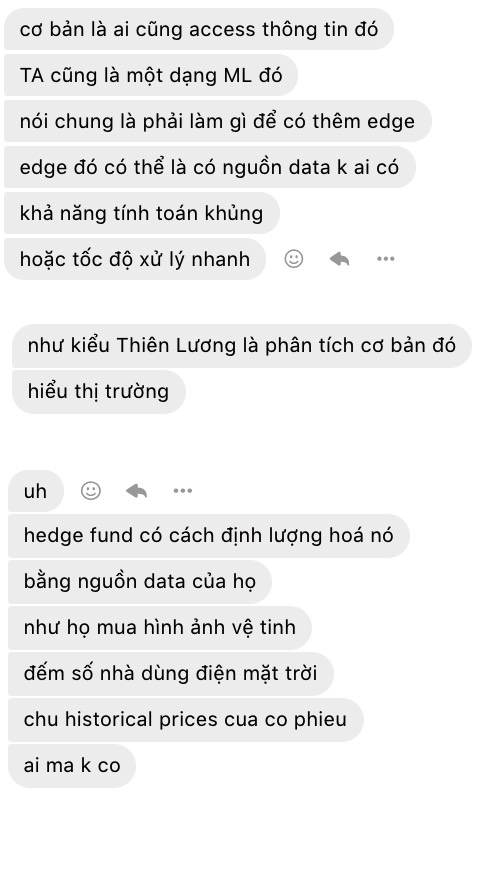 cơ bản là ai cũng access thông tin đó
TA cũng là một dạng ML đó
nói chung là phải làm gì để có thêm edge
edge đó có thể là có nguồn data k ai có
khả năng tính toán khủng
hoặc tốc độ xử lý nhanh
như kiểu Thiên Lương là phân tích cơ bản đó
hiểu thị trường
uh
hedge fund có cách định lượng hoá nó
bằng nguồn data của họ
như họ mua hình ảnh vệ tinh
đếm số nhà dùng điện mặt trời
chu historical prices cua co phieu
ai ma k co